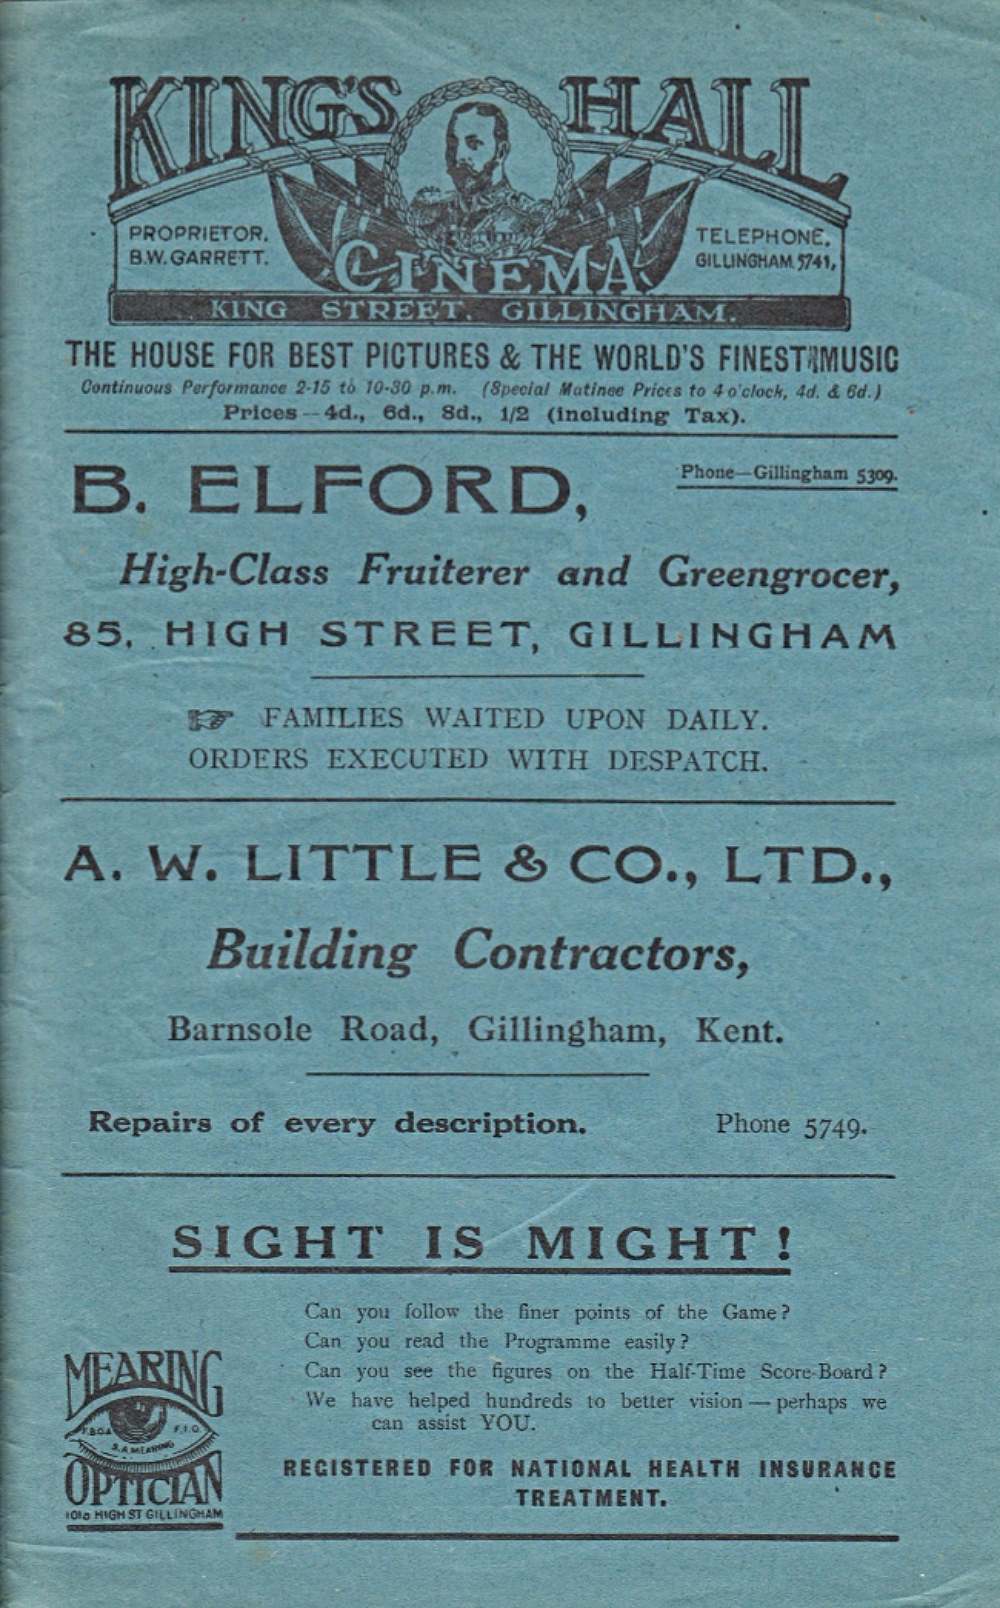 KING'S HALL
CINEMA
PROPRIETOR,
B.W. GARRETT.
TELEPHONE,
GILLINGHAM 5741,
KING STREET, GILLINGHAM.
THE HOUSE FOR BEST PICTURES & THE WORLD'S FINEST MUSIC
Continuous Performance 2-15 to 10-30 p.m. (Special Matinee Prices to 4 o'clock, 4d. & 6d.)
Prices — 4d., 6d., 8d., 1/2 (including Tax).
B. ELFORD,
Phone—Gillingham 5309.
High-Class Fruiterer and Greengrocer,
85, HIGH STREET, GILLINGHAM
☞ FAMILIES WAITED UPON DAILY.
ORDERS EXECUTED WITH DESPATCH.
A. W. LITTLE & CO., LTD.,
Building Contractors,
Barnsole Road, Gillingham, Kent.
Repairs of every description. Phone 5749.
SIGHT IS MIGHT!
Can you follow the finer points of the Game?
Can you read the Programme easily?
Can you see the figures on the Half-Time Score-Board?
We have helped hundreds to better vision — perhaps we
can assist YOU.
REGISTERED FOR NATIONAL HEALTH INSURANCE
TREATMENT.
MEARING
F.B.O.A. F.I.O.
S.A MEARING
OPTICIAN
HIGH ST GILLINGHAM